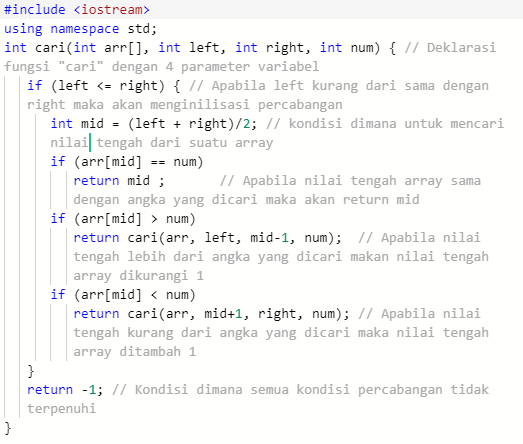 #include <iostream>
using namespace std;
int cari(int arr[], int left, int right, int num) { // Deklarasi
fungsi "cari" dengan 4 parameter variabel
if (left <= right) { // Apabila left kurang dari sama dengan
right maka akan menginilisasi percabangan
int mid = (left + right)/2; // kondisi dimana untuk mencari
nilai tengah dari suatu array
if (arr[mid] == num)
return mid ; // Apabila nilai tengah array sama
dengan angka yang dicari maka akan return mid
if (arr[mid] > num)
return cari(arr, left, mid-1, num); // Apabila nilai
tengah lebih dari angka yang dicari makan nilai tengah
array dikurangi 1
if (arr[mid] < num)
return cari(arr, mid+1, right, num); // Apabila nilai
tengah kurang dari angka yang dicari maka nilai tengah
array ditambah 1
}
return -1; // Kondisi dimana semua kondisi percabangan tidak
terpenuhi
}